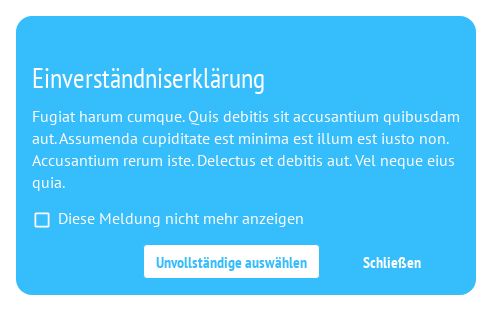 Einverständniserklärung
Fugiat harum cumque. Quis debitis sit accusantium quibusdam
aut. Assumenda cupiditate est minima est illum est iusto non.
Accusantium rerum iste. Delectus et debitis aut. Vel neque eius
quia.
Diese Meldung nicht mehr anzeigen
Unvollständige auswählen
Schließen